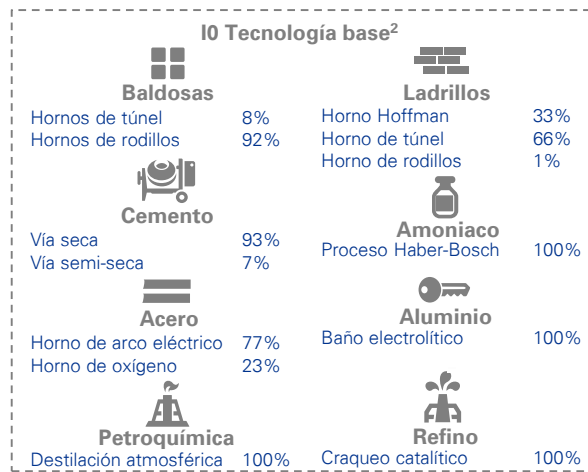 I0 Tecnología base2
Baldosas
Hornos de túnel 8%
Hornos de rodillos 92%
Ladrillos
Horno Hoffman 33%
Horno de túnel 66%
Horno de rodillos 1%
Cemento
Vía seca 93%
Vía semi-seca 7%
Amoniaco
Proceso Haber-Bosch 100%
Acero
Horno de arco eléctrico 77%
Horno de oxígeno 23%
Aluminio
Baño electrolítico 100%
Petroquímica
Destilación atmosférica 100%
Refino
Craqueo catalítico 100%